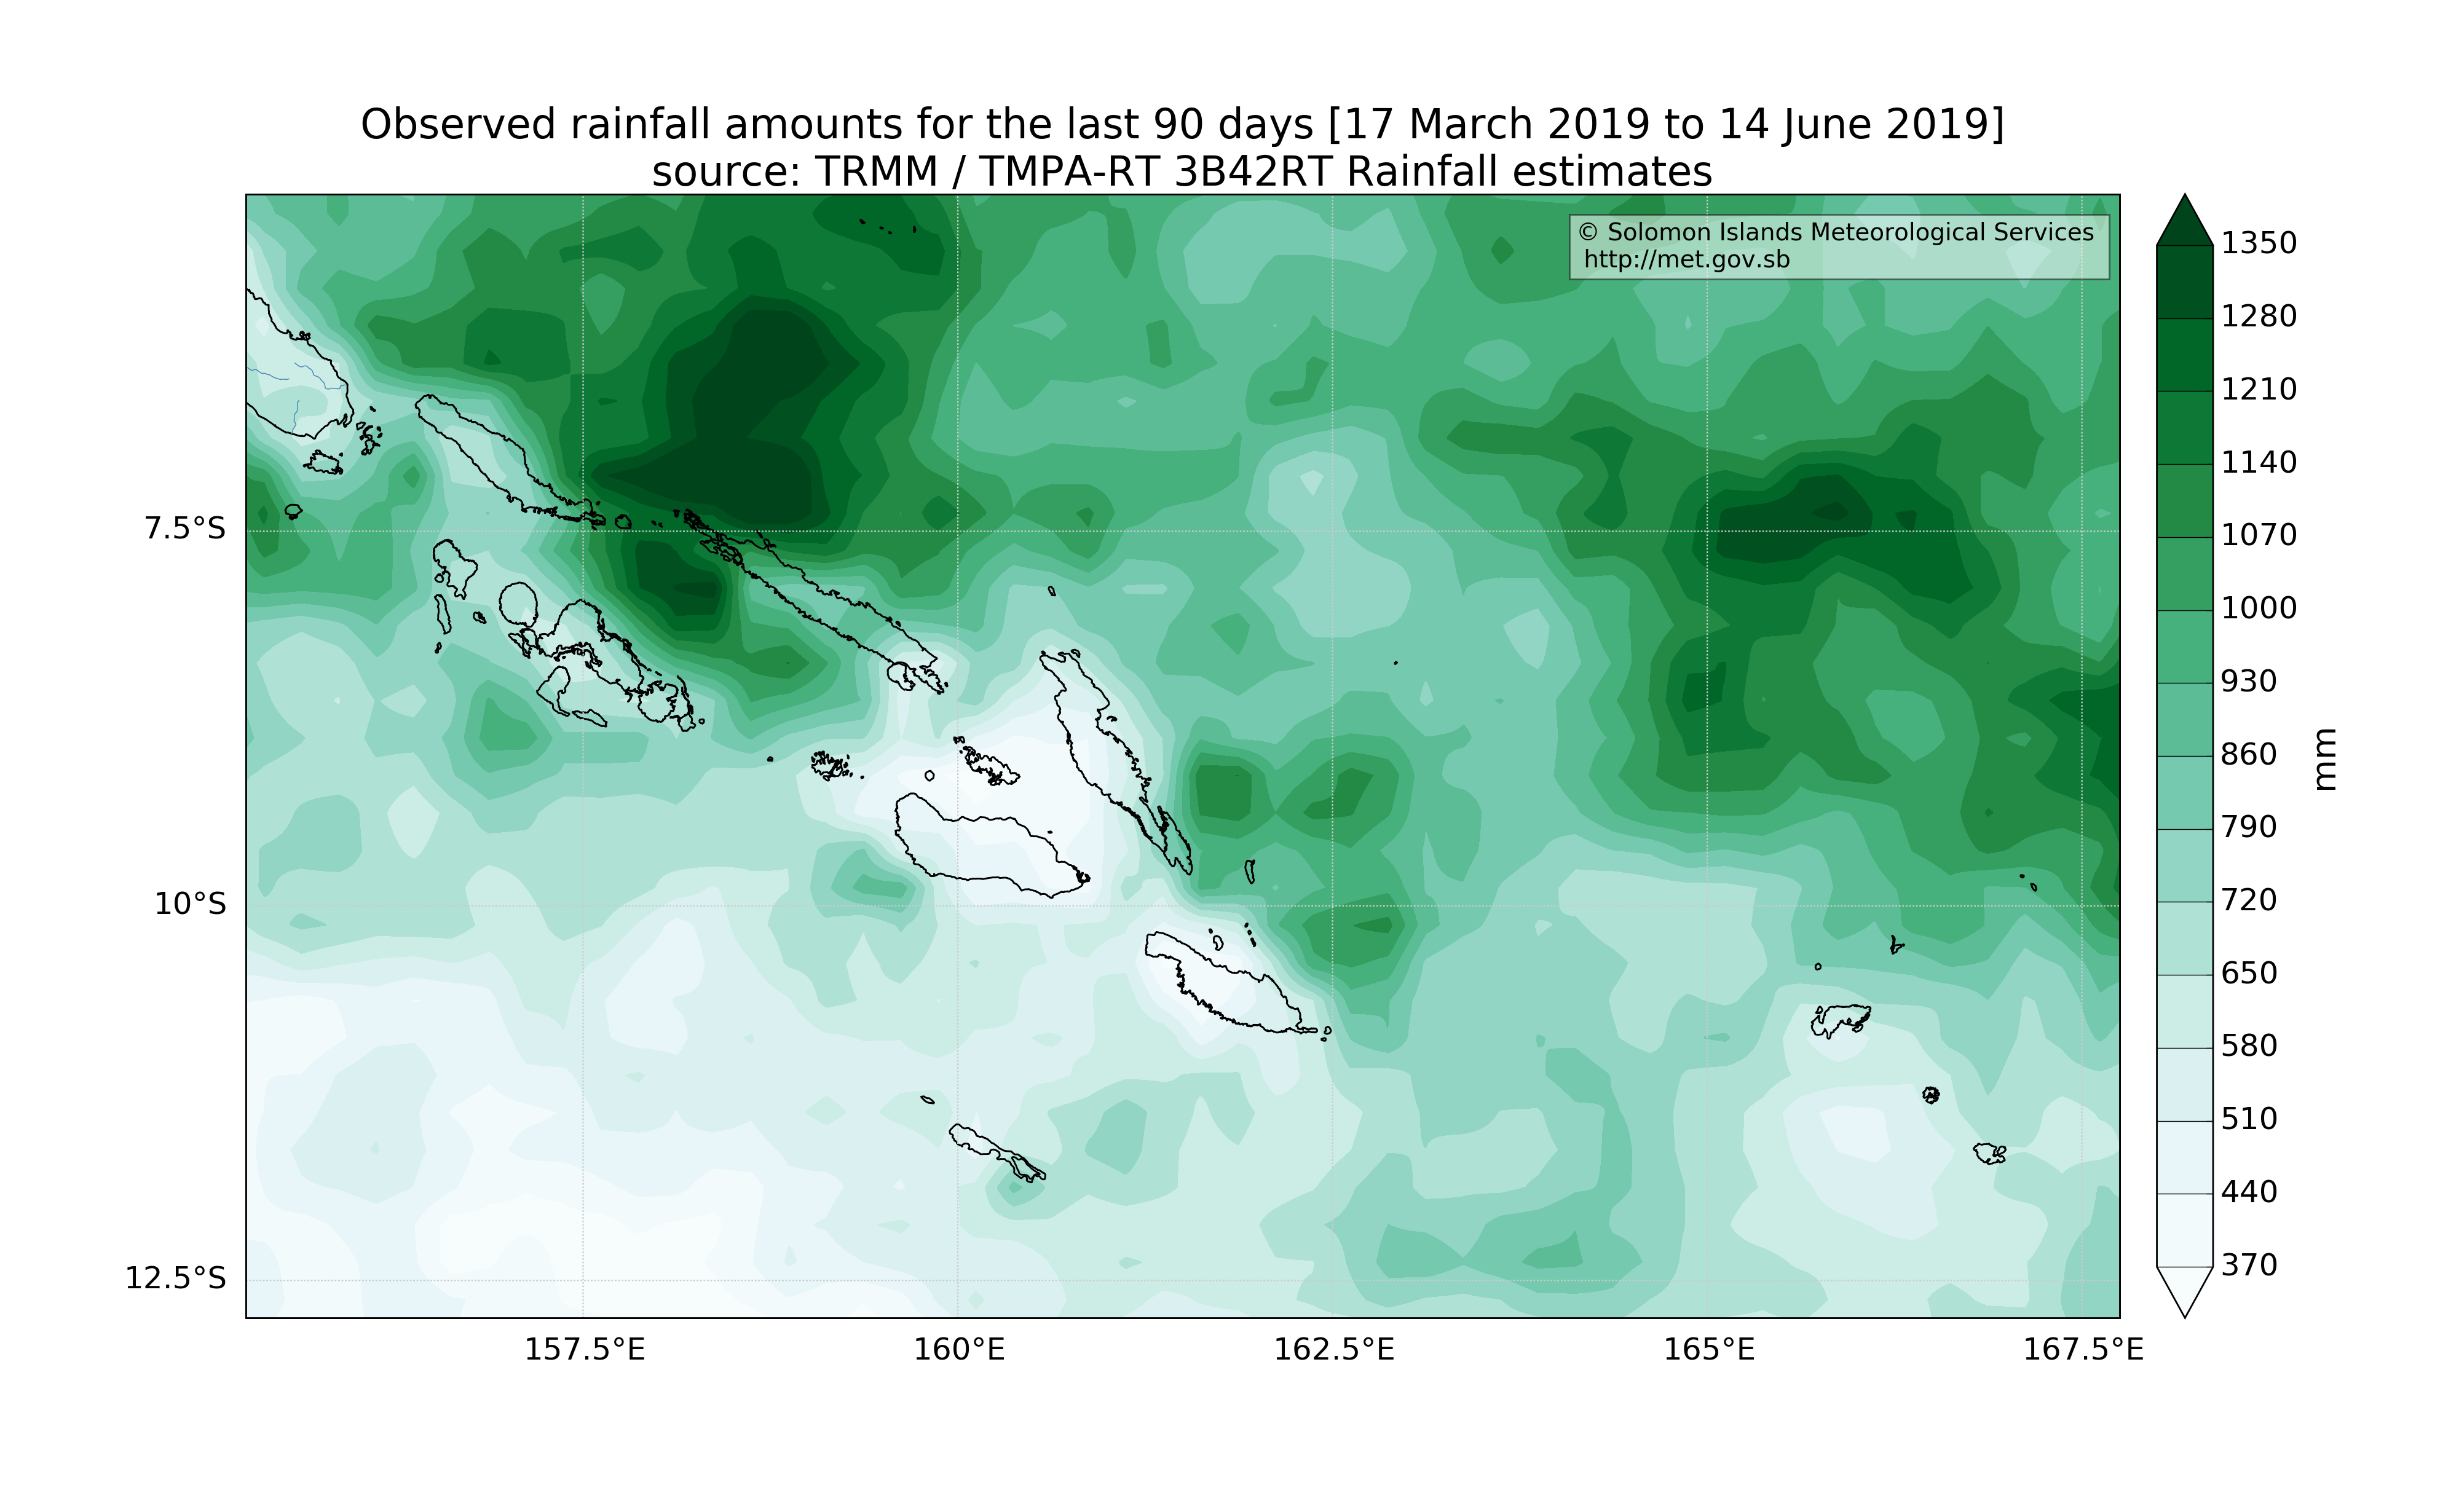 Observed rainfall amounts for the last 90 days [17 March 2019 to 14 June 2019]
source: TRMM / TMPA-RT 3B42RT Rainfall estimates
© Solomon Islands Meteorological Services
http://met.gov.sb
7.5°S
10°S
12.5°S
157.5°E
160°E
162.5°E
165°E
167.5°E
1350
1280
1210
1140
1070
1000
930
860
790
720
650
580
510
440
370
mm